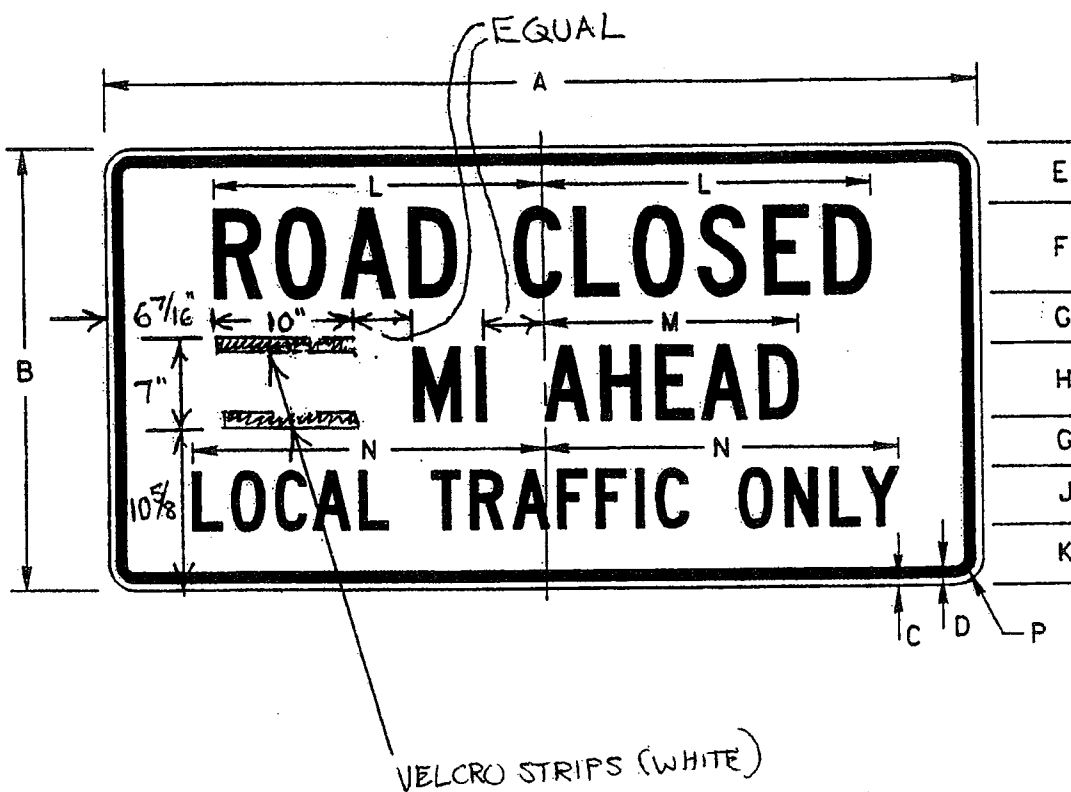 EQUAL
A
E
L L
ROAD CLOSED
F
6 7/16" 10" M G
B 7" MI AHEAD H
N N G
10 5/8 LOCAL TRAFFIC ONLY J
K
C D P
VELCRO STRIPS (WHITE)